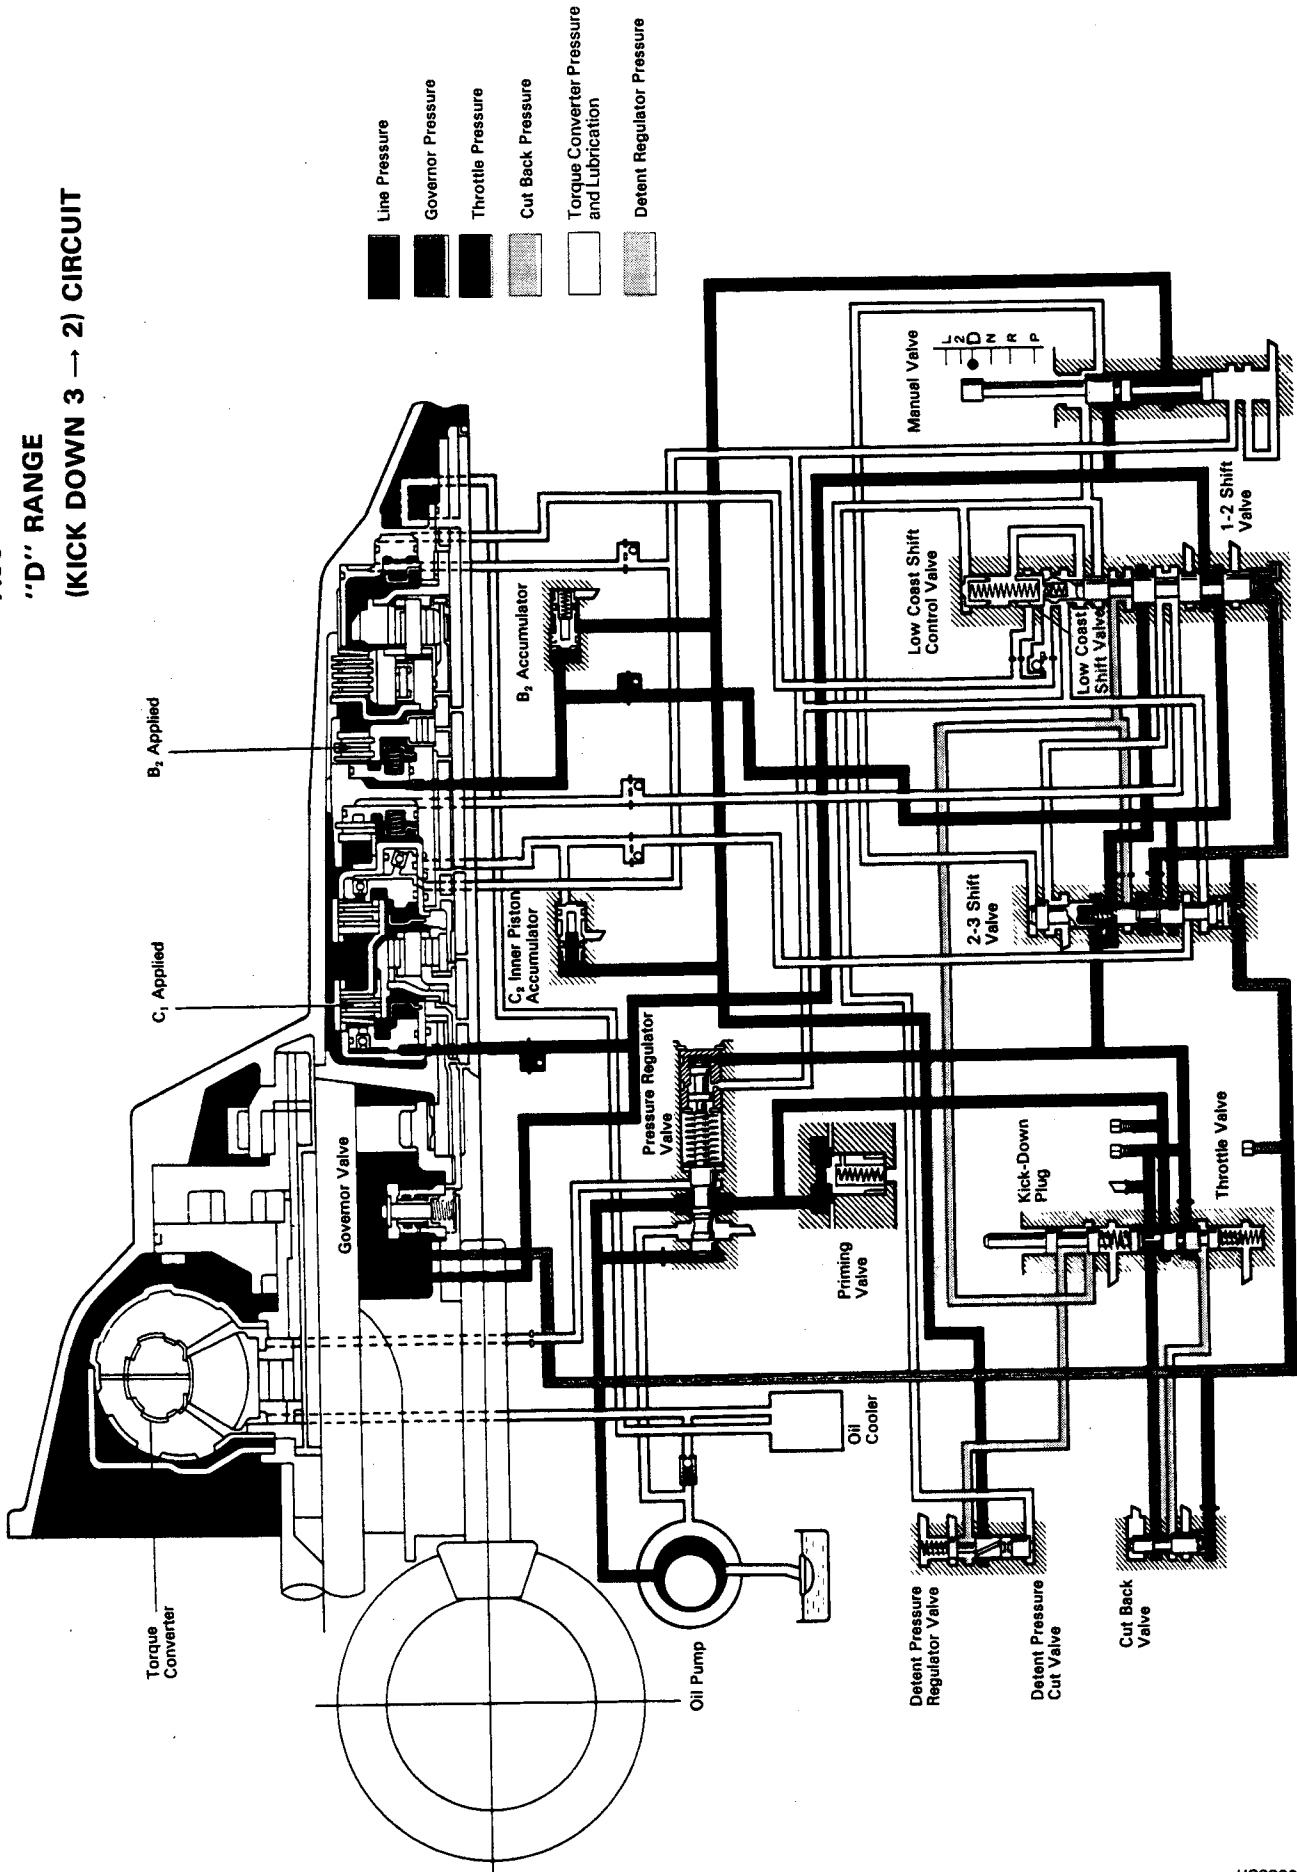 "D" RANGE
(KICK DOWN 3 → 2) CIRCUIT
Line Pressure
Governor Pressure
Throttle Pressure
Cut Back Pressure
Torque Converter Pressure
and Lubrication
Detent Regulator Pressure
Torque
Converter
C₁ Applied
B₂ Applied
Governor Valve
Oil Pump
Oil
Cooler
Pressure Regulator
Valve
Priming
Valve
C₂ Inner Piston
Accumulator
B₂ Accumulator
Manual Valve
L
2
D
N
R
P
Low Coast Shift
Control Valve
Low Coast
Shift Valve
1-2 Shift
Valve
2-3 Shift
Valve
Kick-Down
Plug
Throttle Valve
Detent Pressure
Regulator Valve
Detent Pressure
Cut Valve
Cut Back
Valve